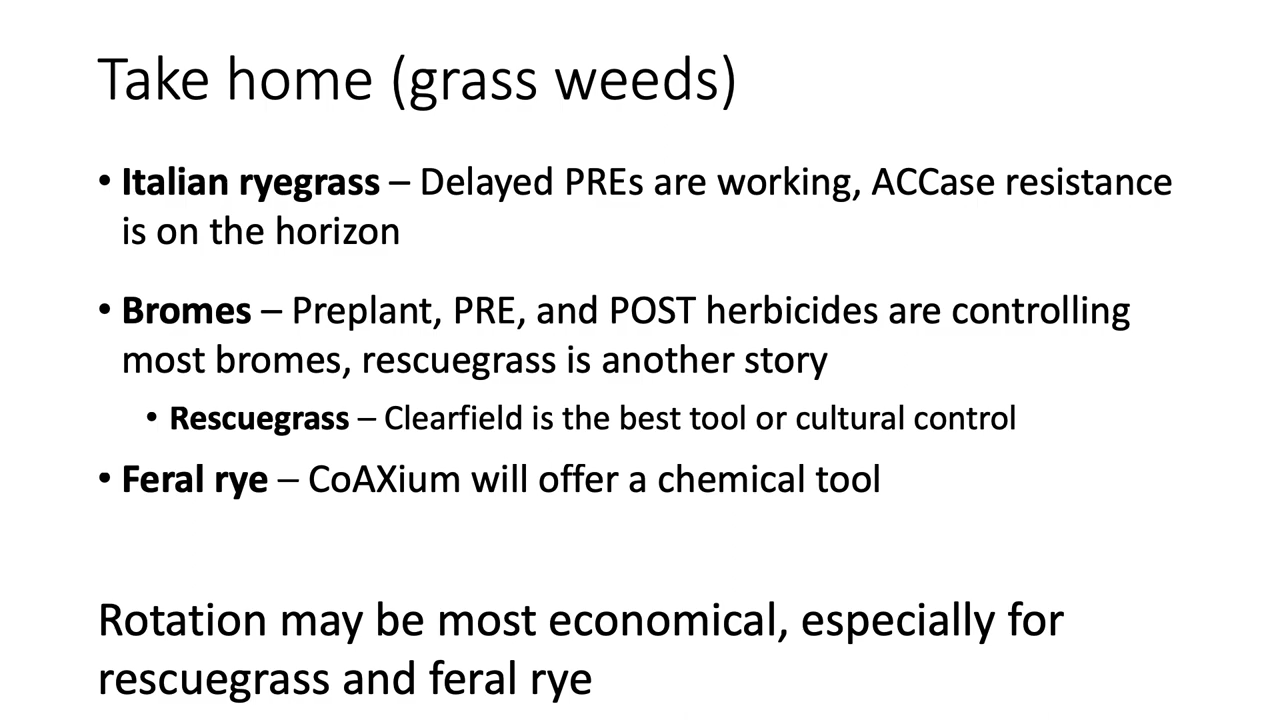 Take home (grass weeds)
• Italian ryegrass – Delayed PREs are working, ACCase resistance
is on the horizon
• Bromes – Preplant, PRE, and POST herbicides are controlling
most bromes, rescuegrass is another story
• Rescuegrass – Clearfield is the best tool or cultural control
• Feral rye – CoAXium will offer a chemical tool
Rotation may be most economical, especially for
rescuegrass and feral rye